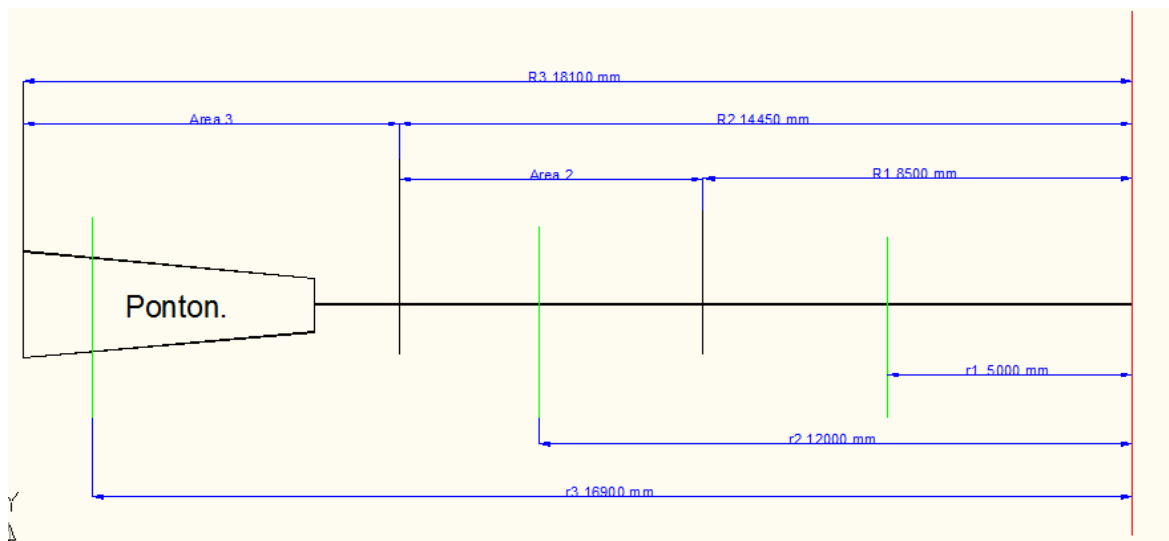 R3 18100 mm
Area 3
R2 14450 mm
Area 2
R1 8500 mm
Ponton.
r1 5000 mm
r2 12000 mm
r3 16900 mm
Y